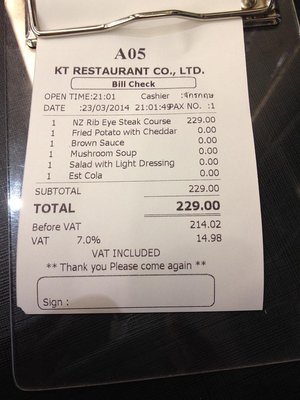 A05
KT RESTAURANT CO., LTD.
Bill Check
OPEN TIME:21:01 Cashier :จักรกฤษ
DATE :23/03/2014 21:01:49 PAX NO. :1
1 NZ Rib Eye Steak Course 229.00
1 Fried Potato with Cheddar 0.00
1 Brown Sauce 0.00
1 Mushroom Soup 0.00
1 Salad with Light Dressing 0.00
1 Est Cola 0.00
SUBTOTAL 229.00
TOTAL 229.00
Before VAT 214.02
VAT 7.0% 14.98
VAT INCLUDED
** Thank you Please come again **
Sign :